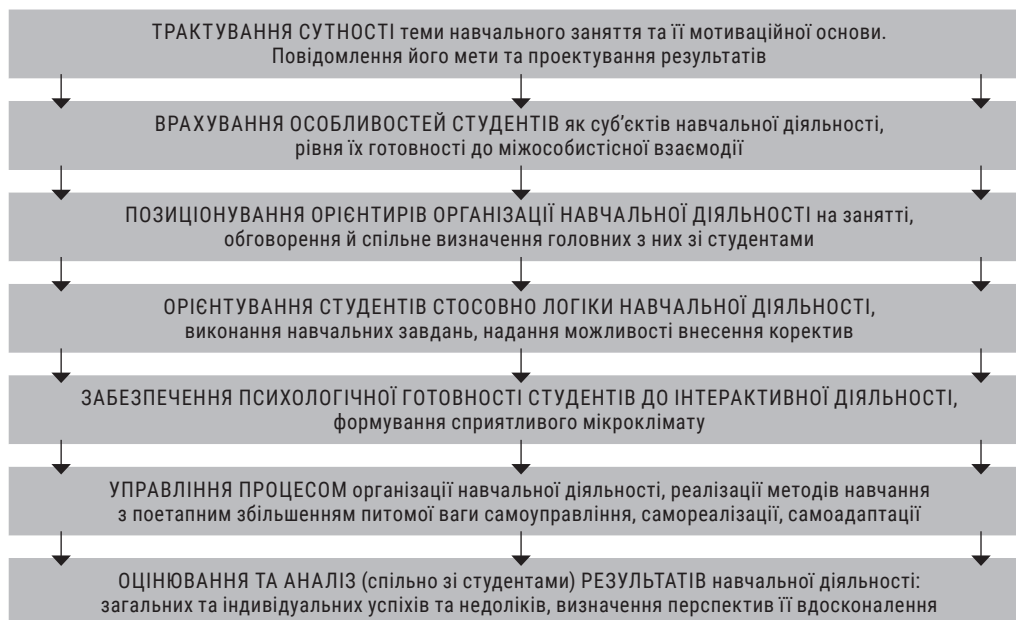 ТРАКТУВАННЯ СУТНОСТІ теми навчального заняття та її мотиваційної основи.
Повідомлення його мети та проектування результатів
ВРАХУВАННЯ ОСОБЛИВОСТЕЙ СТУДЕНТІВ як суб’єктів навчальної діяльності,
рівня їх готовності до міжособистісної взаємодії
ПОЗИЦІОНУВАННЯ ОРІЄНТИРІВ ОРГАНІЗАЦІЇ НАВЧАЛЬНОЇ ДІЯЛЬНОСТІ на занятті,
обговорення й спільне визначення головних з них зі студентами
ОРІЄНТУВАННЯ СТУДЕНТІВ СТОСОВНО ЛОГІКИ НАВЧАЛЬНОЇ ДІЯЛЬНОСТІ,
виконання навчальних завдань, надання можливості внесення коректив
ЗАБЕЗПЕЧЕННЯ ПСИХОЛОГІЧНОЇ ГОТОВНОСТІ СТУДЕНТІВ ДО ІНТЕРАКТИВНОЇ ДІЯЛЬНОСТІ,
формування сприятливого мікроклімату
УПРАВЛІННЯ ПРОЦЕСОМ організації навчальної діяльності, реалізації методів навчання
з поетапним збільшенням питомої ваги самоуправління, самореалізації, самоадаптації
ОЦІНЮВАННЯ ТА АНАЛІЗ (спільно зі студентами) РЕЗУЛЬТАТІВ навчальної діяльності:
загальних та індивідуальних успіхів та недоліків, визначення перспектив її вдосконалення